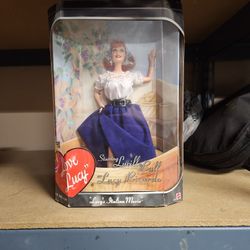 Love
Lucy
Starring Lucille Ball
as Lucy Ricardo
"Lucy's Italian Movie"